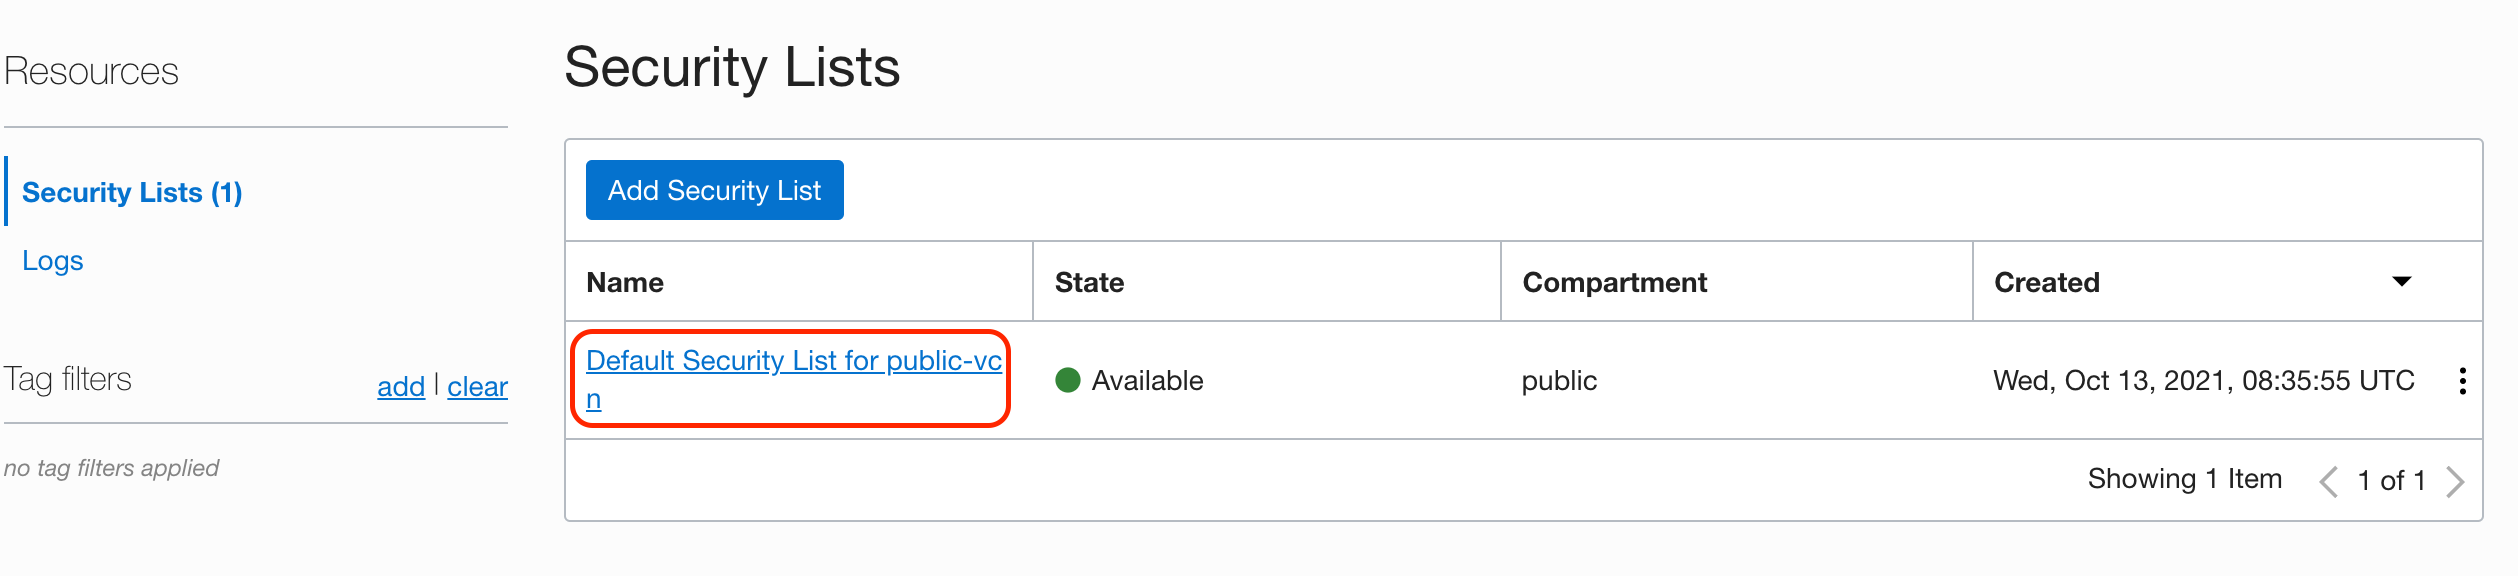 Resources
Security Lists (1)
Logs
Tag filters
add | clear
no tag filters applied
Security Lists
Add Security List
Name State Compartment Created
Default Security List for public-vc
n
Available public Wed, Oct 13, 2021, 08:35:55 UTC
Showing 1 Item 1 of 1